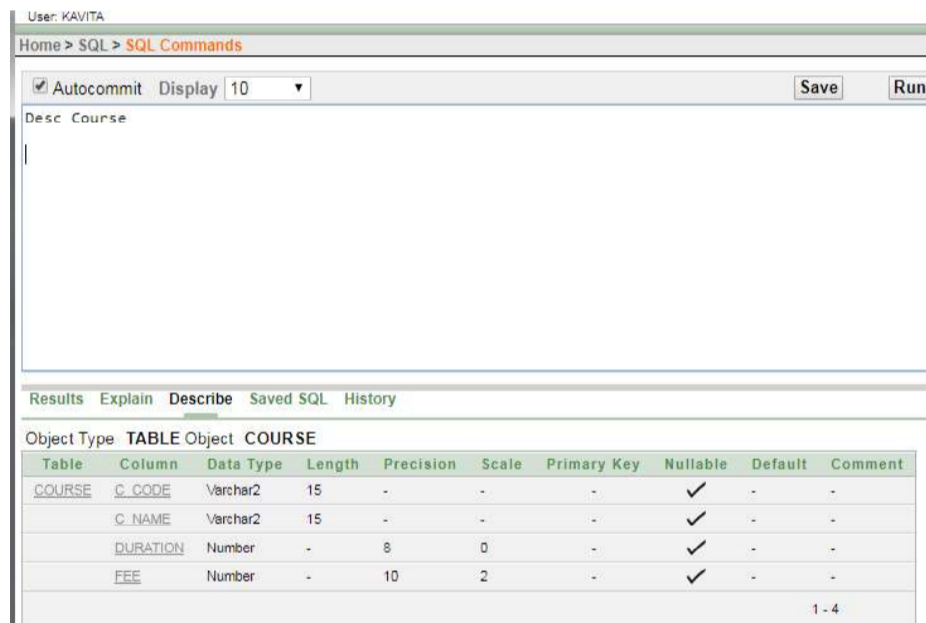 User: KAVITA
Home > SQL > SQL Commands
Autocommit Display 10 Save Run
Desc Course
Results Explain Describe Saved SQL History
Object Type TABLE Object COURSE
Table Column Data Type Length Precision Scale Primary Key Nullable Default Comment
COURSE C_CODE Varchar2 15 - - - ✓ - -
C_NAME Varchar2 15 - - - ✓ - -
DURATION Number - 8 0 - ✓ - -
FEE Number - 10 2 - ✓ - -
1 - 4